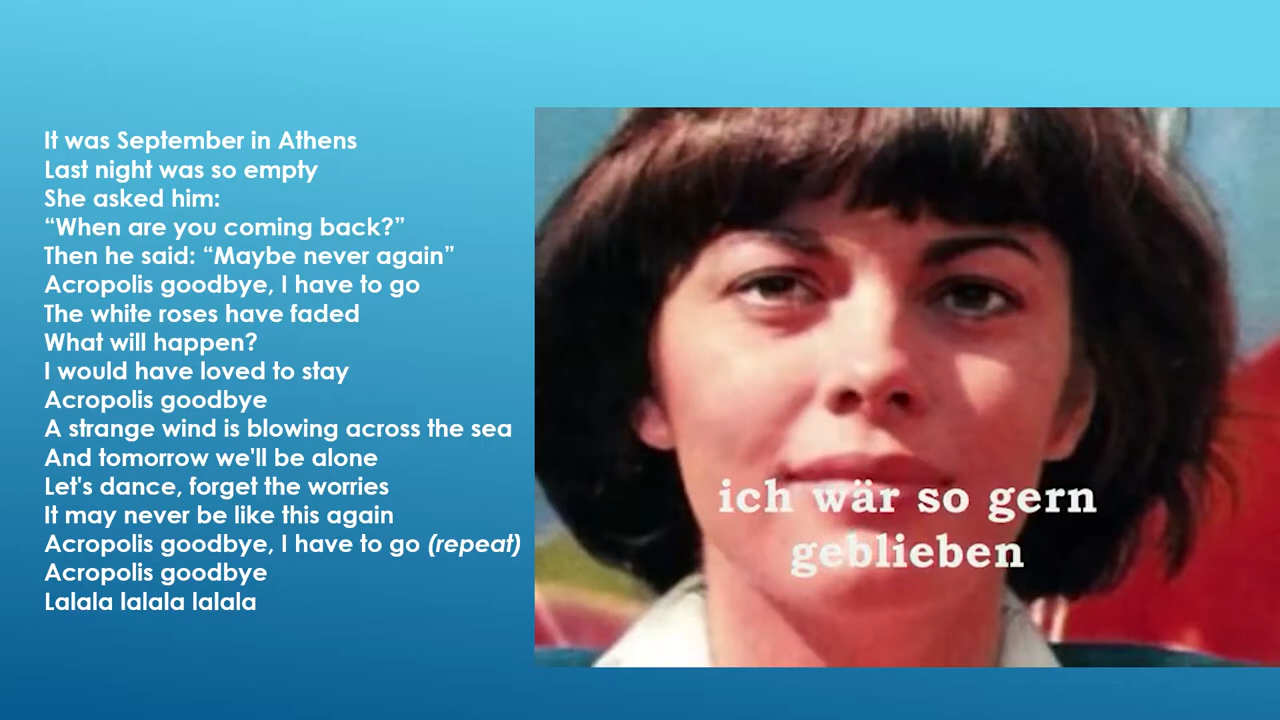 It was September in Athens
Last night was so empty
She asked him:
“When are you coming back?”
Then he said: “Maybe never again”
Acropolis goodbye, I have to go
The white roses have faded
What will happen?
I would have loved to stay
Acropolis goodbye
A strange wind is blowing across the sea
And tomorrow we'll be alone
Let's dance, forget the worries
It may never be like this again
Acropolis goodbye, I have to go (repeat)
Acropolis goodbye
Lalala lalala lalala
ich wär so gern
geblieben